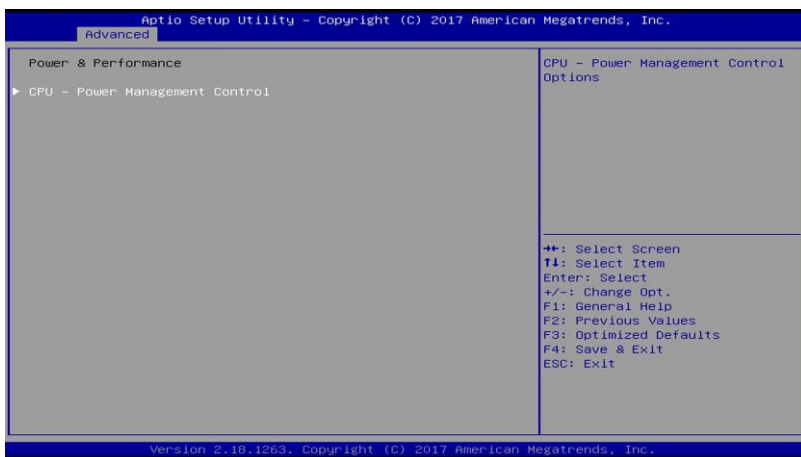 Aptio Setup Utility – Copyright (C) 2017 American Megatrends, Inc.
Advanced
Power & Performance
▶ CPU – Power Management Control
CPU – Power Management Control
Options
→←: Select Screen
↑↓: Select Item
Enter: Select
+/-: Change Opt.
F1: General Help
F2: Previous Values
F3: Optimized Defaults
F4: Save & Exit
ESC: Exit
Version 2.18.1263. Copyright (C) 2017 American Megatrends, Inc.